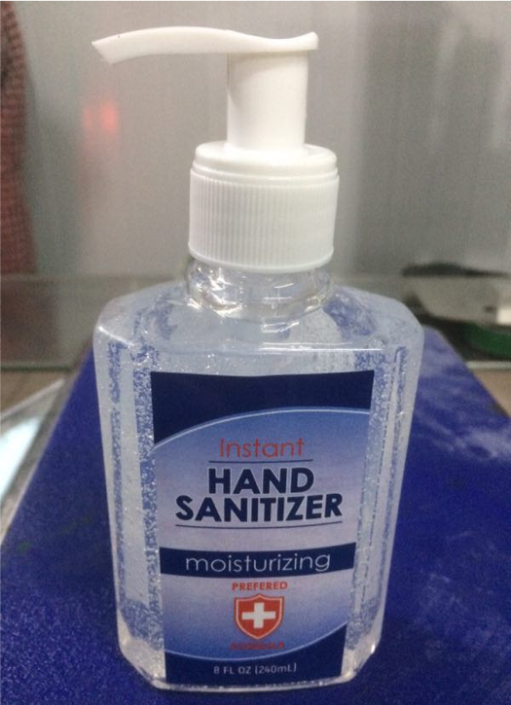 Instant
HAND
SANITIZER
moisturizing
PREFERED
8 FL OZ (240mL)